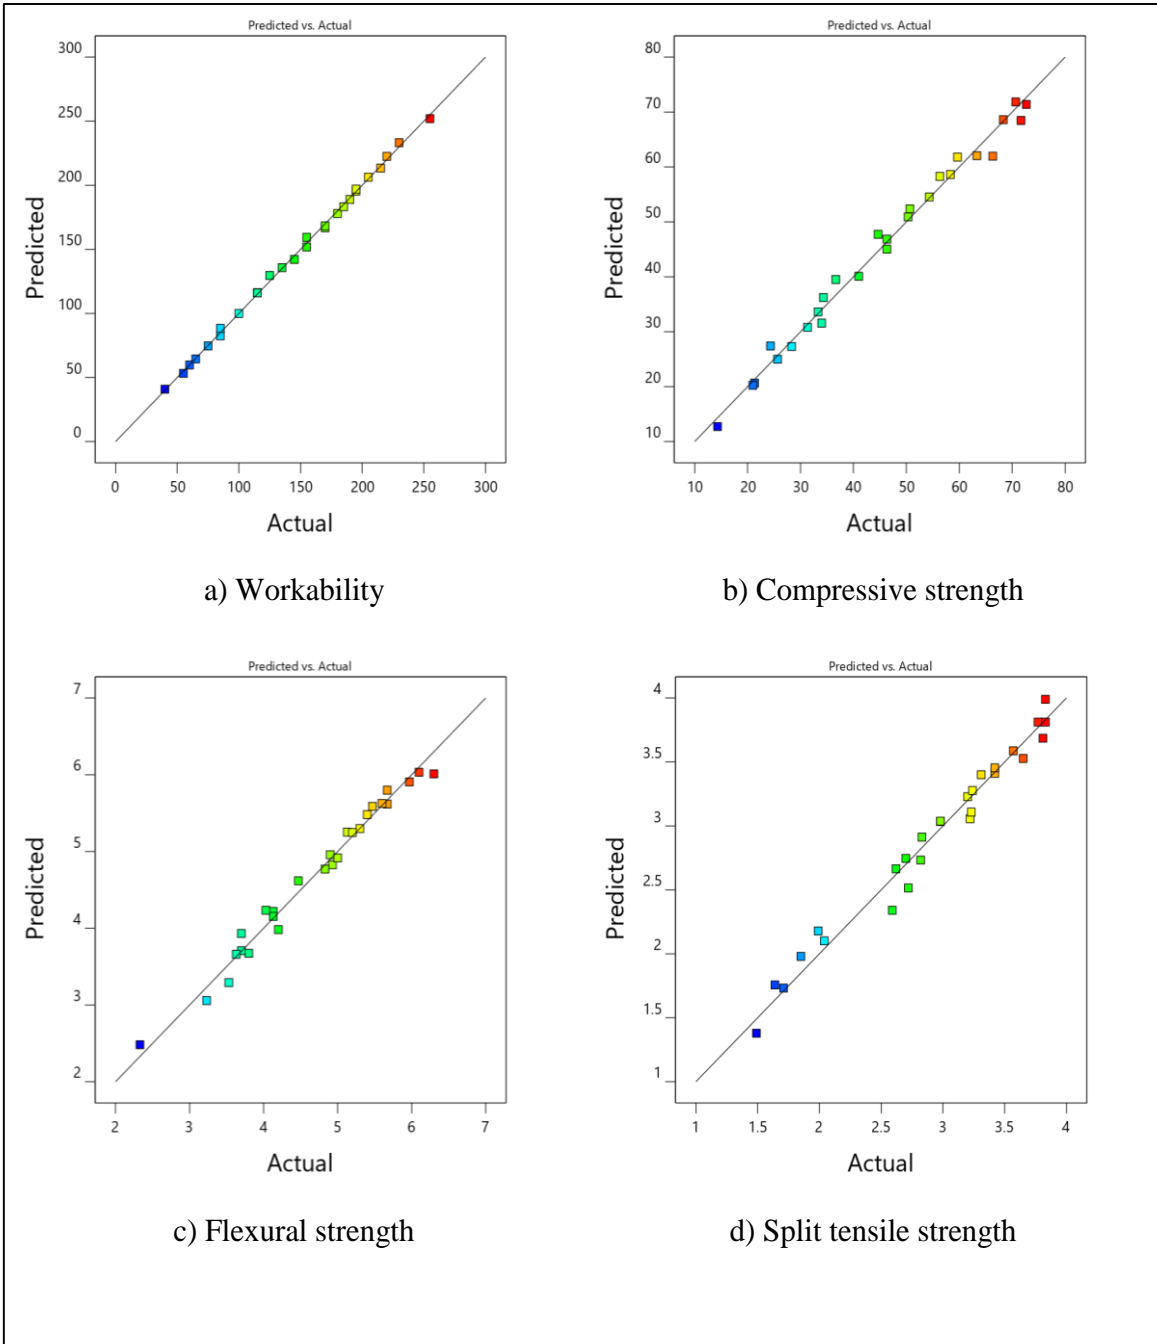 Predicted vs. Actual
300
250
200
150
100
50
0
Predicted
0 50 100 150 200 250 300
Actual
a) Workability
Predicted vs. Actual
80
70
60
50
40
30
20
10
Predicted
10 20 30 40 50 60 70 80
Actual
b) Compressive strength
Predicted vs. Actual
7
6
5
4
3
2
Predicted
2 3 4 5 6 7
Actual
c) Flexural strength
Predicted vs. Actual
4
3.5
3
2.5
2
1.5
1
Predicted
1 1.5 2 2.5 3 3.5 4
Actual
d) Split tensile strength